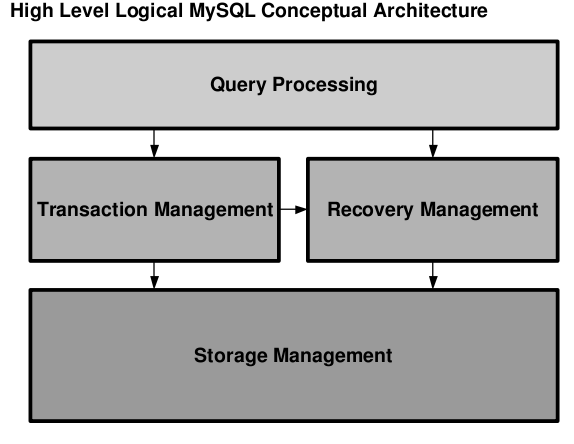 High Level Logical MySQL Conceptual Architecture
Query Processing
Transaction Management
Recovery Management
Storage Management